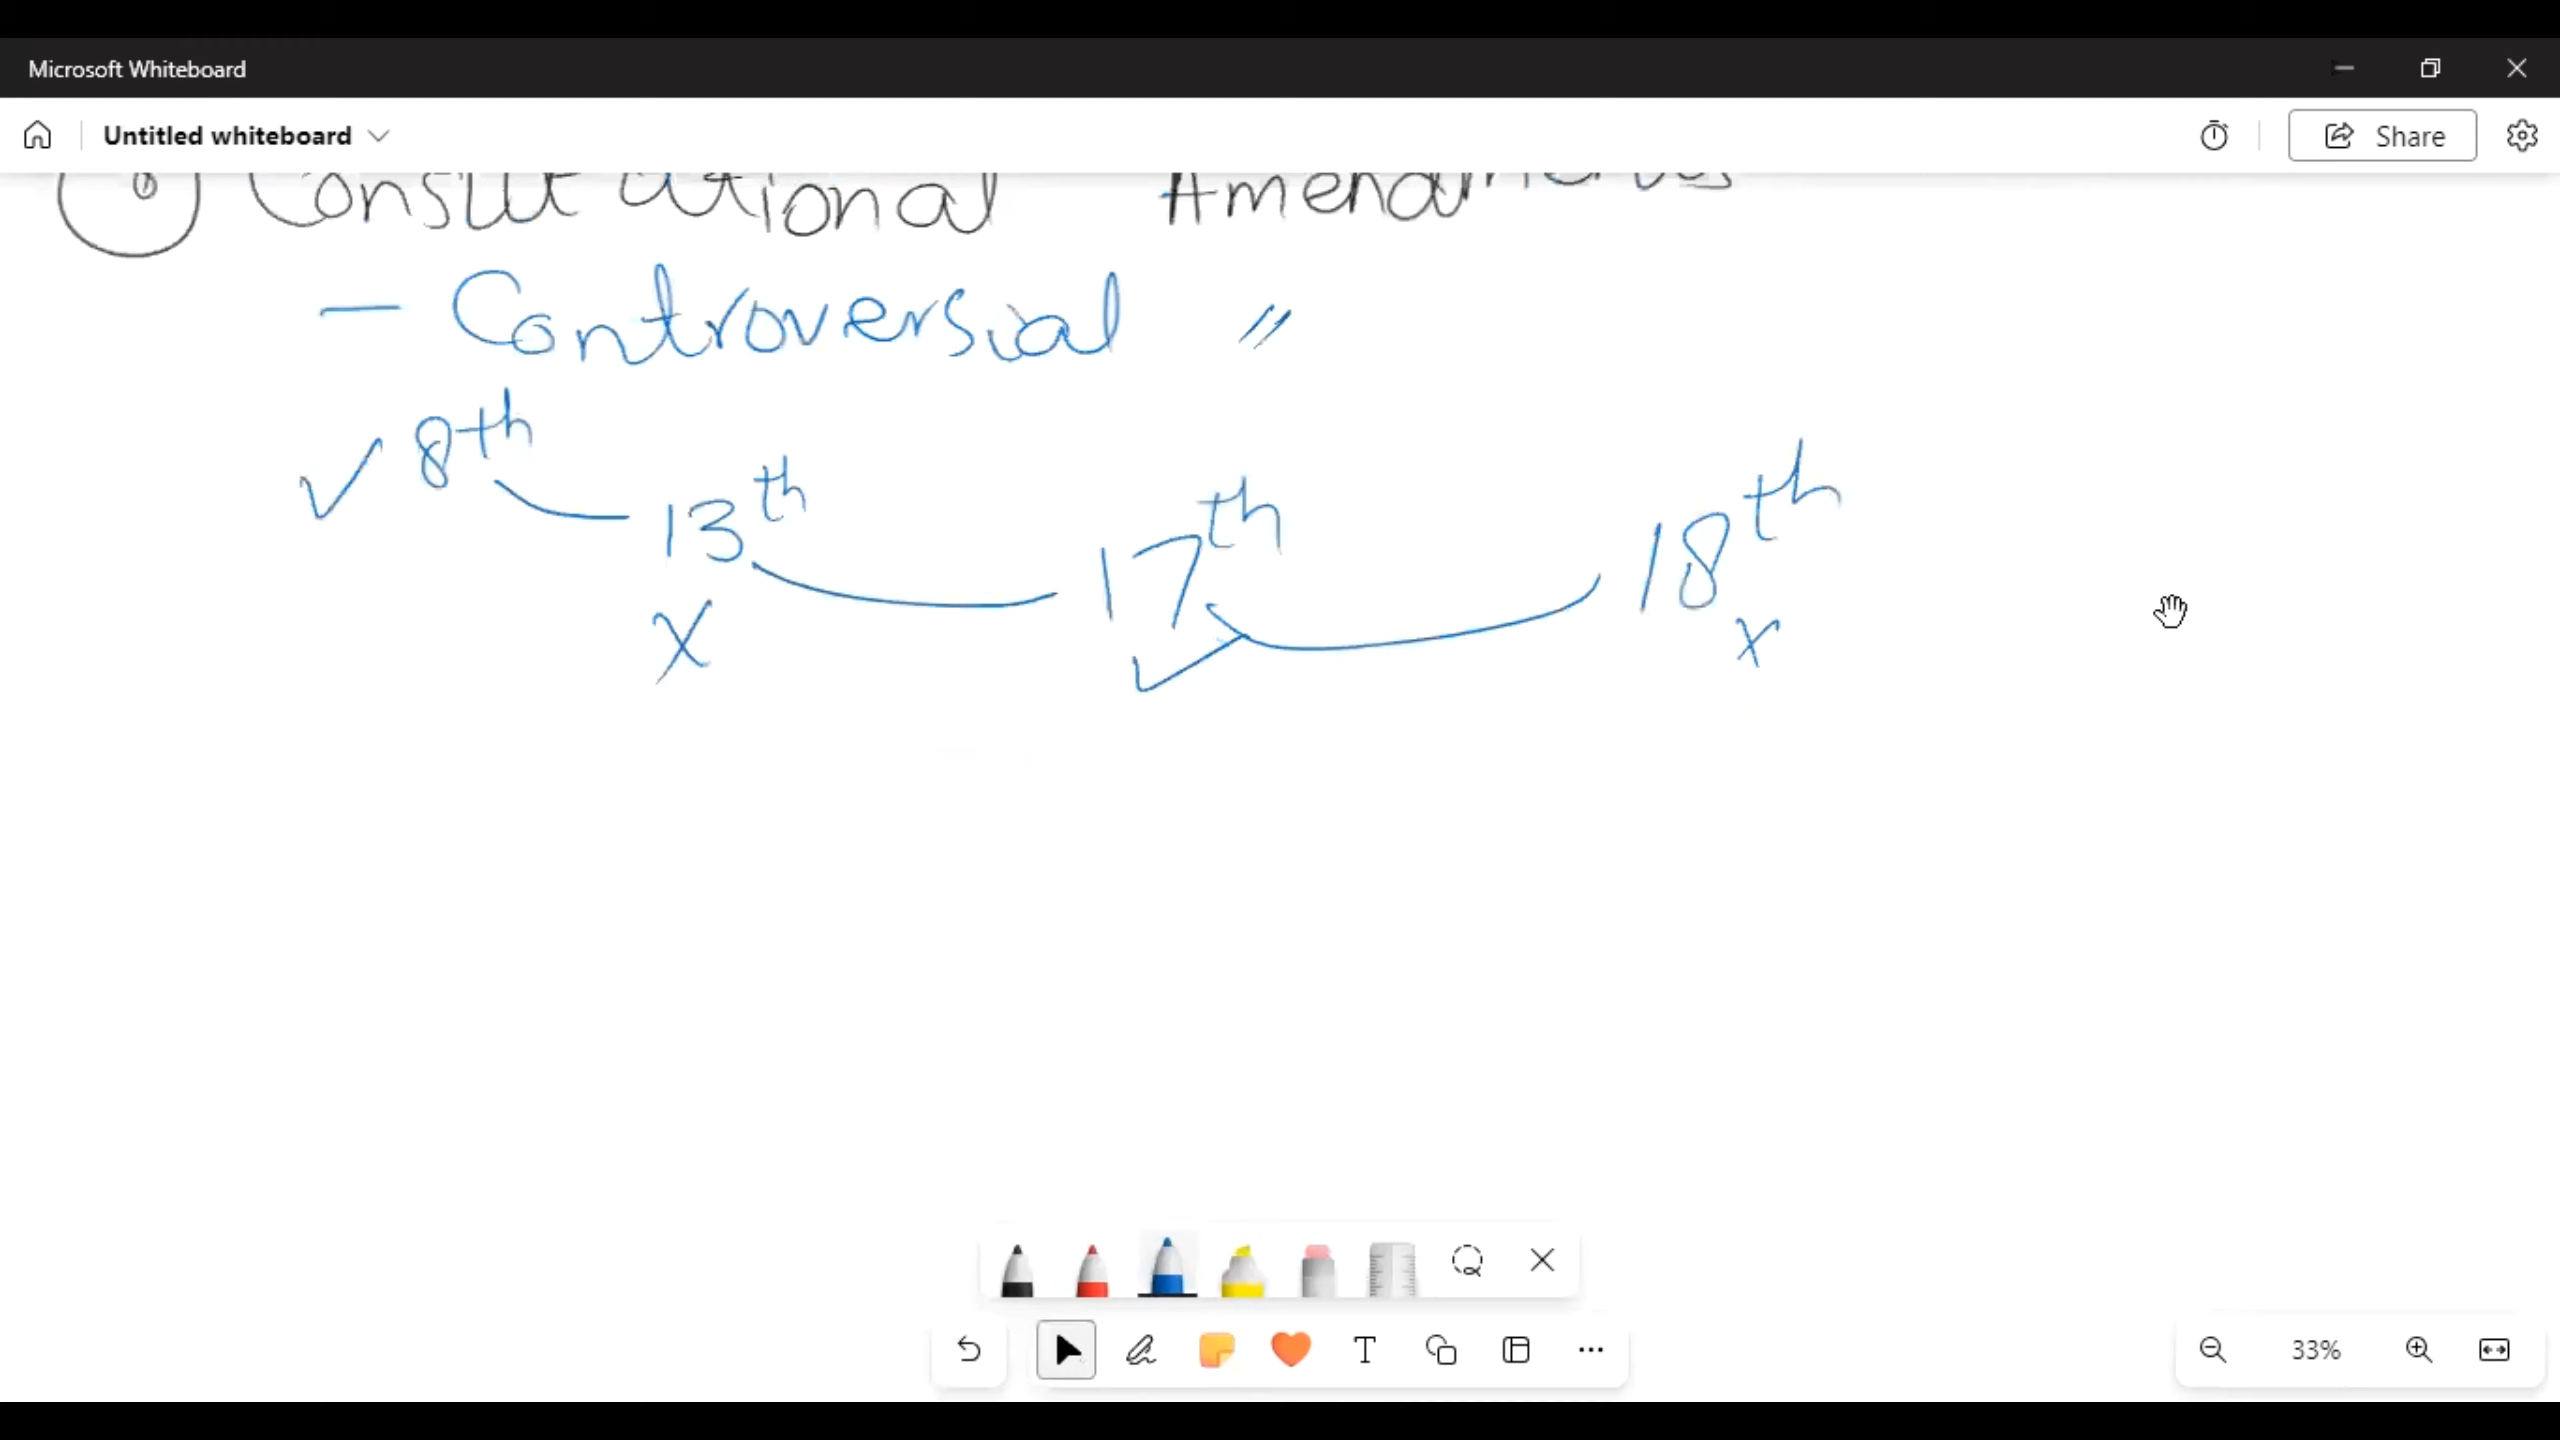 Microsoft Whiteboard
Untitled whiteboard
Share
Constitutional Amendments
- Controversial "
✓ 8th
13th
17th
18th
X
✓
x
T
33%